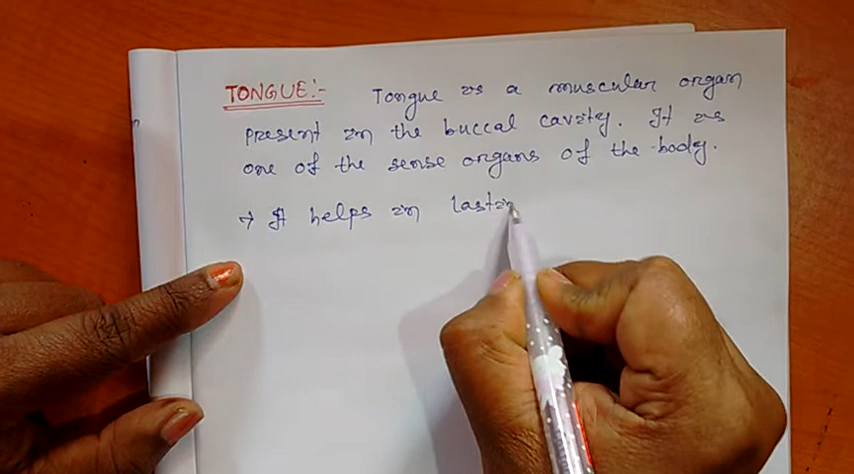 TONGUE:- Tongue is a muscular organ
present in the buccal cavity. It is
one of the sense organs of the body.
→ It helps in tastin